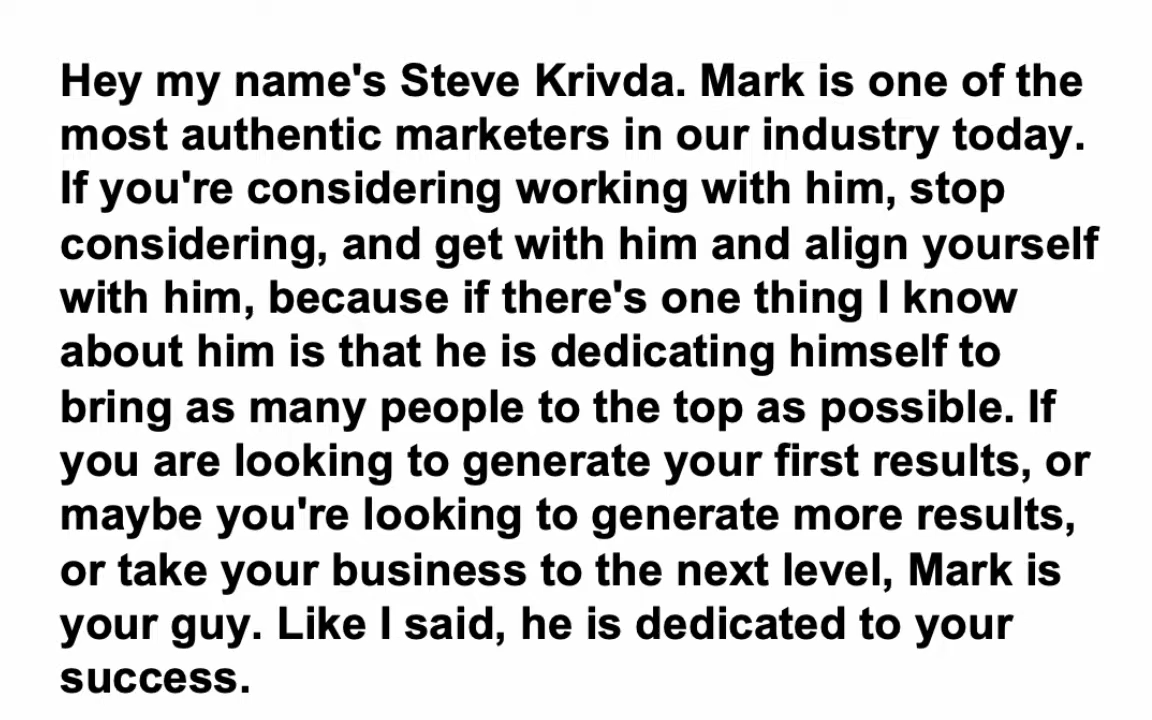 Hey my name's Steve Krivda. Mark is one of the
most authentic marketers in our industry today.
If you're considering working with him, stop
considering, and get with him and align yourself
with him, because if there's one thing I know
about him is that he is dedicating himself to
bring as many people to the top as possible. If
you are looking to generate your first results, or
maybe you're looking to generate more results,
or take your business to the next level, Mark is
your guy. Like I said, he is dedicated to your
success.